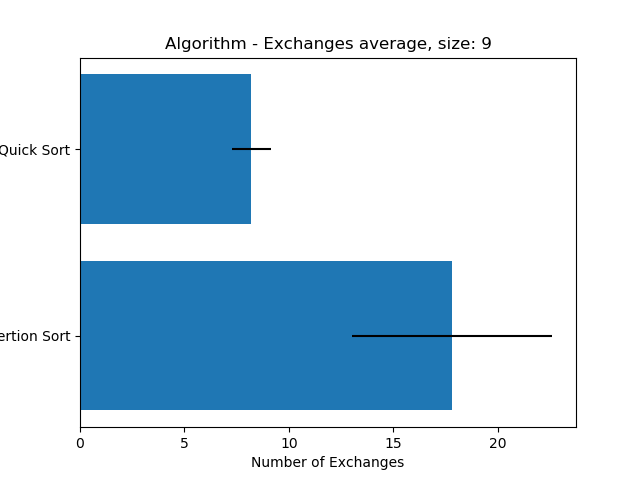 Algorithm - Exchanges average, size: 9
Quick Sort
ertion Sort
0 5 10 15 20
Number of Exchanges